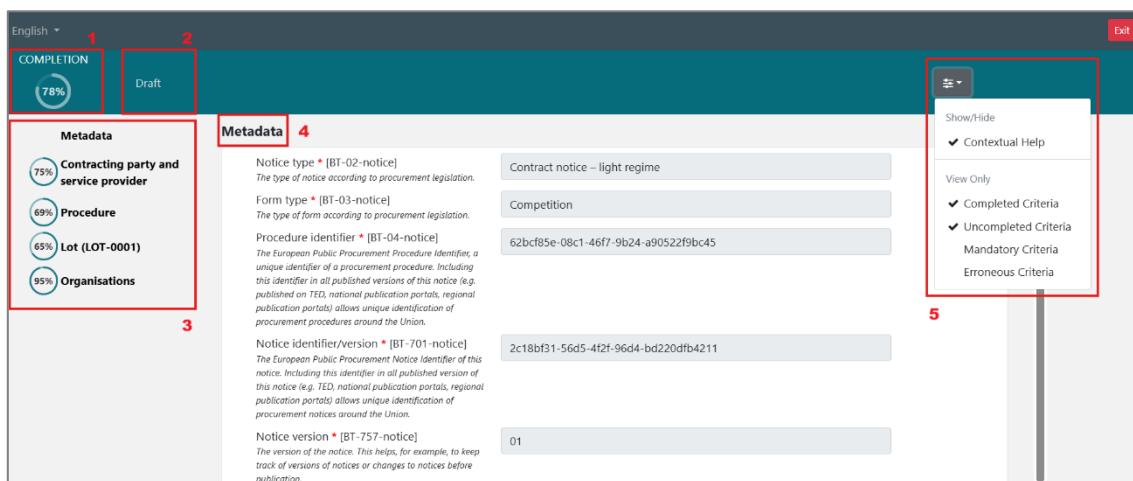 English
Exit
1
2
COMPLETION
78%
Draft
Metadata
75%
Contracting party and
service provider
69%
Procedure
65%
Lot (LOT-0001)
95%
Organisations
3
Metadata
4
Notice type * [BT-02-notice]
The type of notice according to procurement legislation.
Contract notice – light regime
Form type * [BT-03-notice]
The type of form according to procurement legislation.
Competition
Procedure identifier * [BT-04-notice]
The European Public Procurement Procedure Identifier, a
unique identifier of a procurement procedure. Including
this identifier in all published versions of this notice (e.g.
published on TED, national publication portals, regional
publication portals) allows unique identification of
procurement procedures around the Union.
62bcf85e-08c1-46f7-9b24-a90522f9bc45
Notice identifier/version * [BT-701-notice]
The European Public Procurement Notice Identifier of this
notice. Including this identifier in all published version of
this notice (e.g. TED, national publication portals, regional
publication portals) allows unique identification of
procurement notices around the Union.
2c18bf31-56d5-4f2f-96d4-bd220dfb4211
Notice version * [BT-757-notice]
The version of the notice. This helps, for example, to keep
track of versions of notices or changes to notices before
publication.
01
Show/Hide
✔ Contextual Help
View Only
✔ Completed Criteria
✔ Uncompleted Criteria
Mandatory Criteria
Erroneous Criteria
5